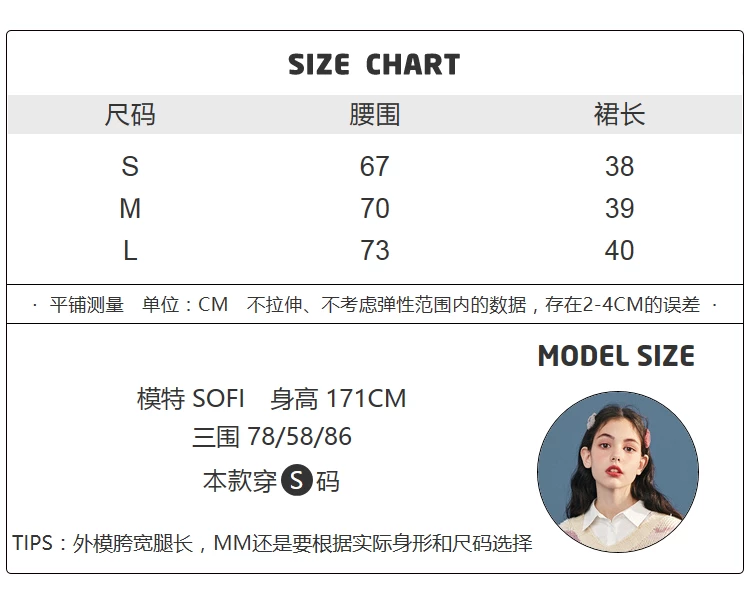 SIZE CHART
尺码 腰围 裙长
S 67 38
M 70 39
L 73 40
· 平铺测量 单位：CM 不拉伸、不考虑弹性范围内的数据，存在2-4CM的误差 ·
MODEL SIZE
模特 SOFI 身高 171CM
三围 78/58/86
本款穿 S 码
TIPS：外模胯宽腿长，MM还是要根据实际身形和尺码选择